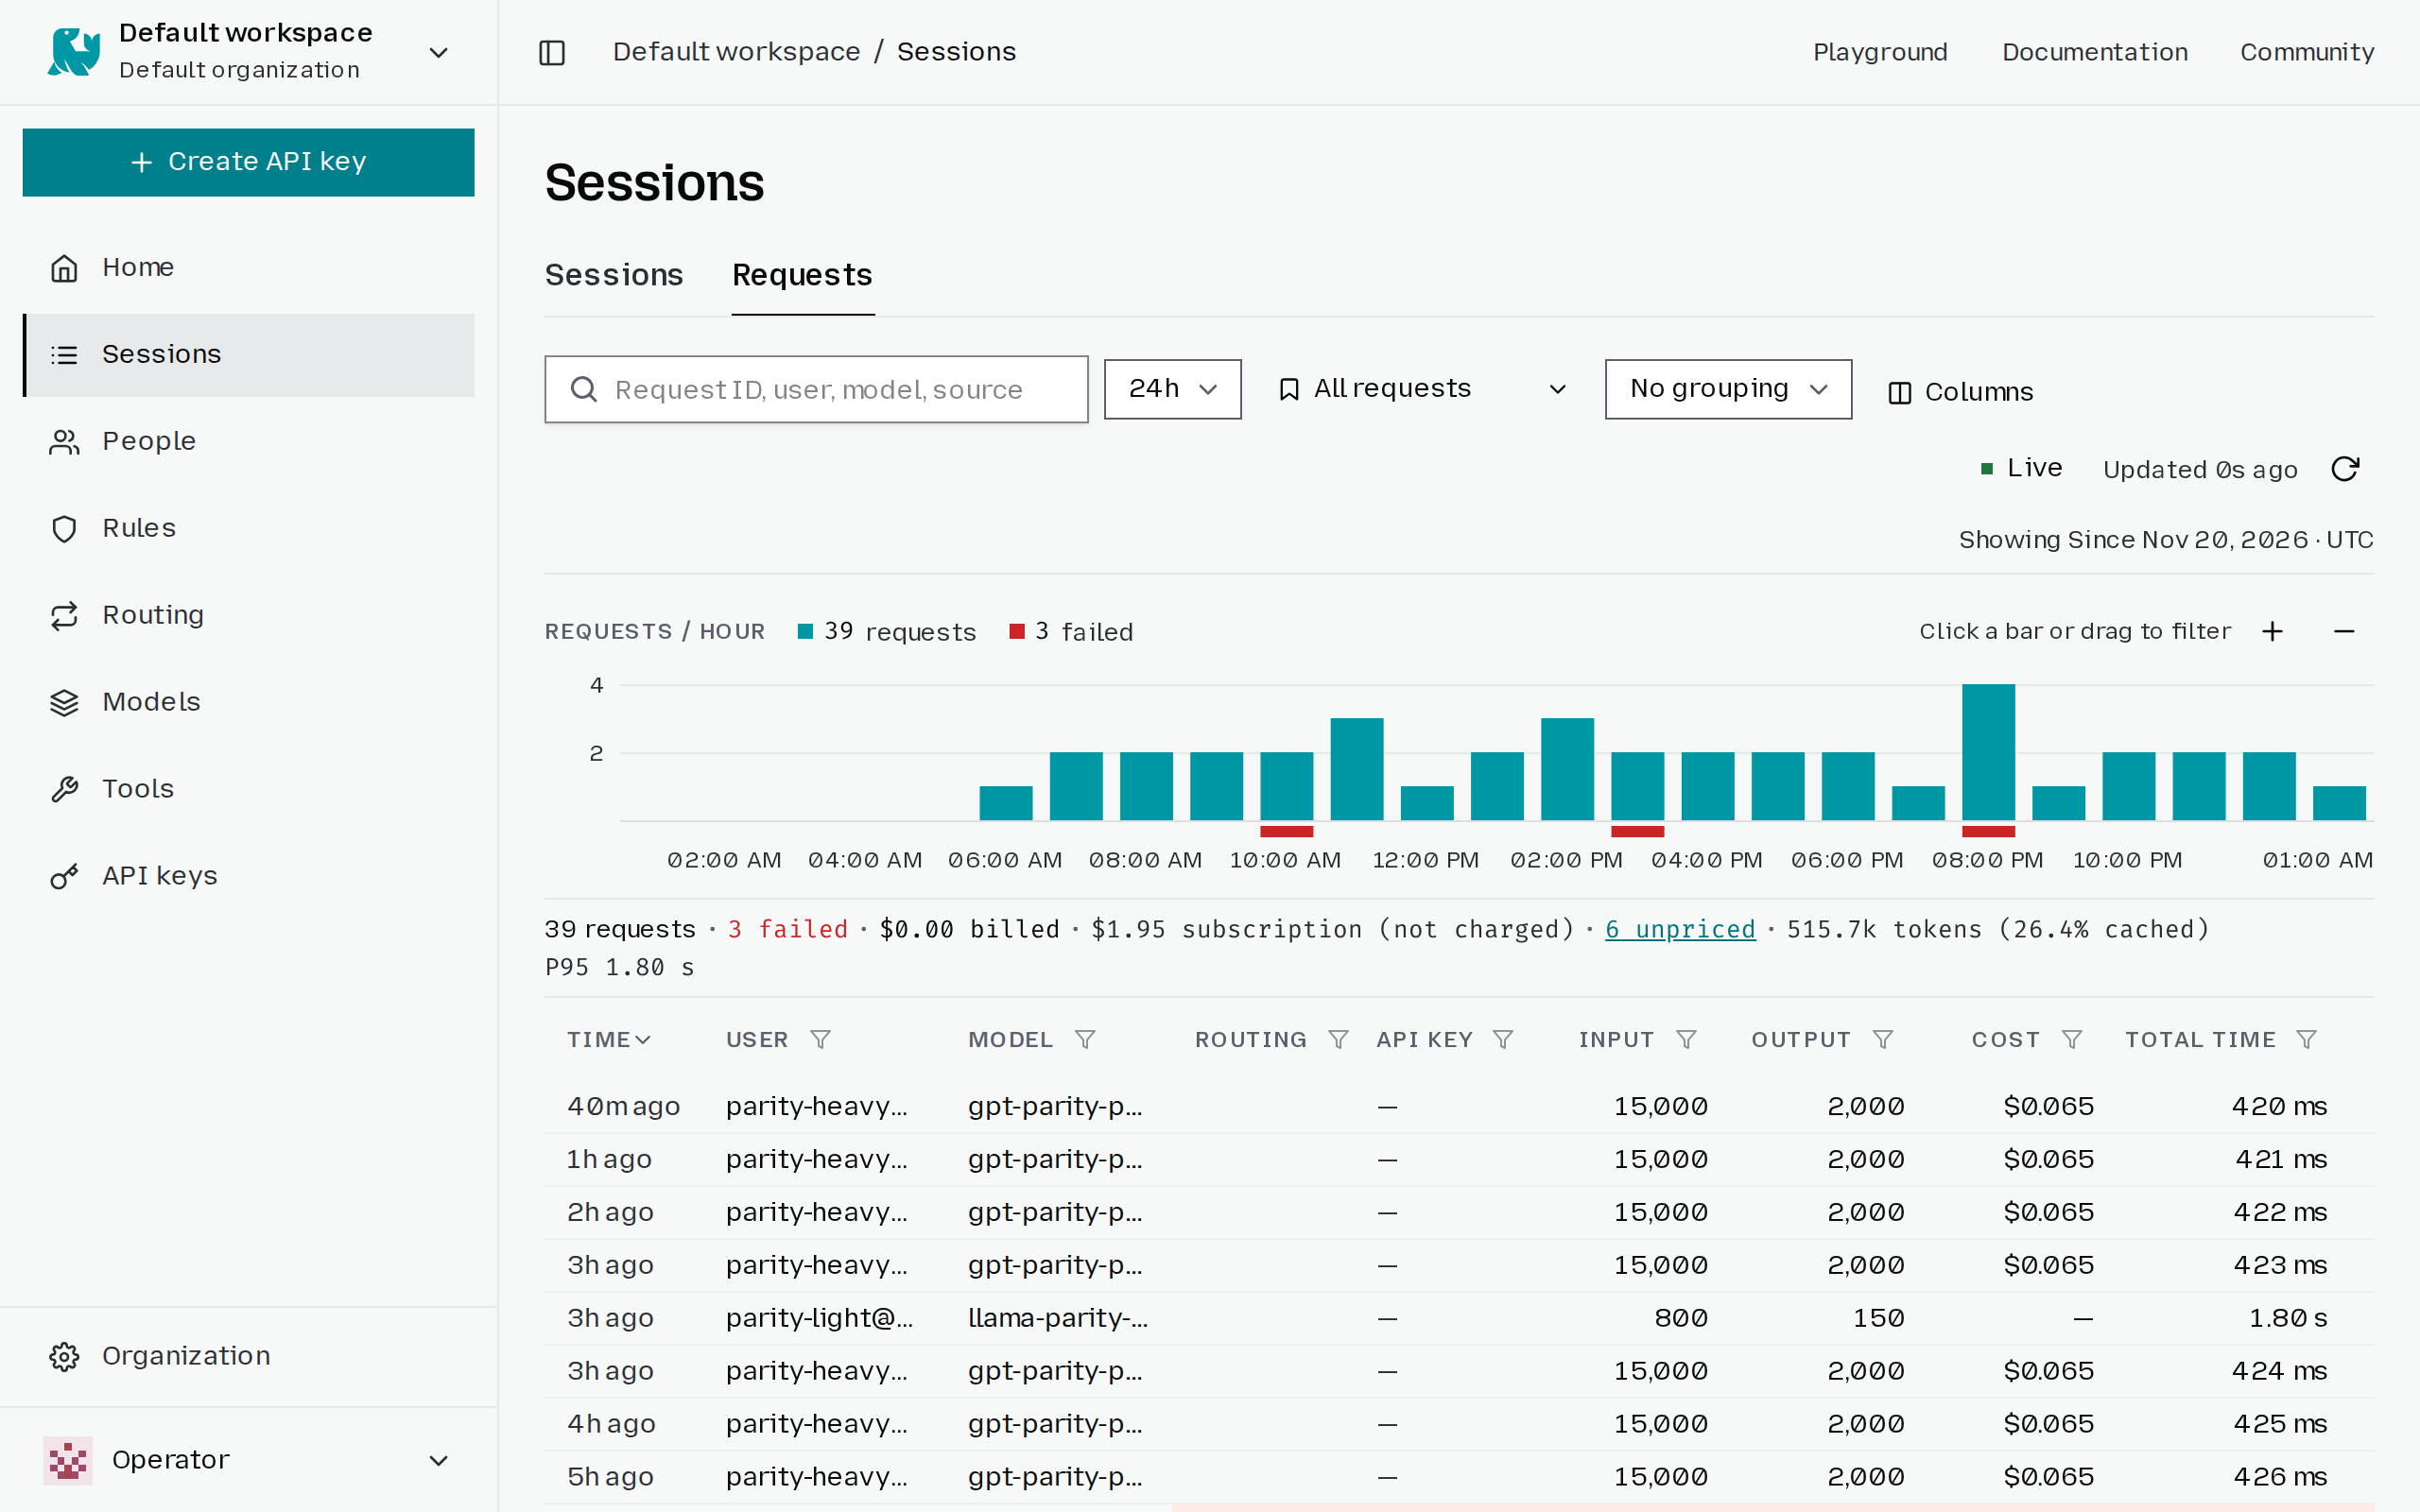 Default workspace
Default organization
Default workspace / Sessions
Playground
Documentation
Community
Create API key
Home
Sessions
People
Rules
Routing
Models
Tools
API keys
Organization
Operator
Sessions
Sessions
Requests
Request ID, user, model, source
24h
All requests
No grouping
Columns
Live
Updated 0s ago
Showing Since Nov 20, 2026 · UTC
REQUESTS / HOUR
39 requests
3 failed
Click a bar or drag to filter
4
2
02:00 AM 04:00 AM 06:00 AM 08:00 AM 10:00 AM 12:00 PM 02:00 PM 04:00 PM 06:00 PM 08:00 PM 10:00 PM 01:00 AM
39 requests · 3 failed · $0.00 billed · $1.95 subscription (not charged) · 6 unpriced · 515.7k tokens (26.4% cached)
P95 1.80 s
TIME USER MODEL ROUTING API KEY INPUT OUTPUT COST TOTAL TIME
40m ago parity-heavy... gpt-parity-p... — 15,000 2,000 $0.065 420 ms
1h ago parity-heavy... gpt-parity-p... — 15,000 2,000 $0.065 421 ms
2h ago parity-heavy... gpt-parity-p... — 15,000 2,000 $0.065 422 ms
3h ago parity-heavy... gpt-parity-p... — 15,000 2,000 $0.065 423 ms
3h ago parity-light@... llama-parity-... — 800 150 — 1.80 s
3h ago parity-heavy... gpt-parity-p... — 15,000 2,000 $0.065 424 ms
4h ago parity-heavy... gpt-parity-p... — 15,000 2,000 $0.065 425 ms
5h ago parity-heavy... gpt-parity-p... — 15,000 2,000 $0.065 426 ms